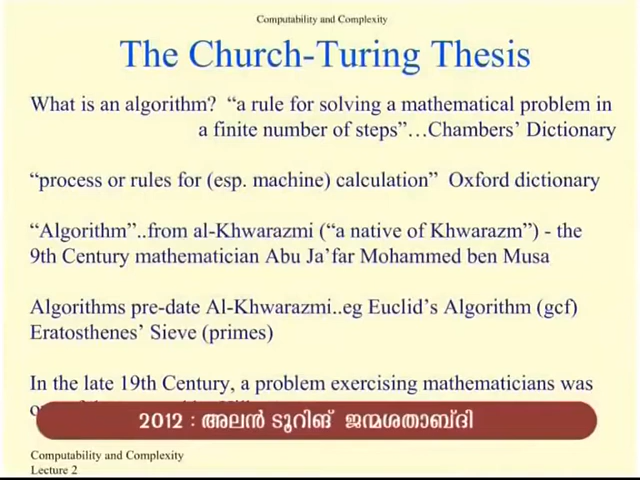 Computability and Complexity
The Church-Turing Thesis
What is an algorithm? “a rule for solving a mathematical problem in
a finite number of steps”…Chambers’ Dictionary
“process or rules for (esp. machine) calculation” Oxford dictionary
“Algorithm”..from al-Khwarazmi (“a native of Khwarazm”) - the
9th Century mathematician Abu Ja’far Mohammed ben Musa
Algorithms pre-date Al-Khwarazmi..eg Euclid’s Algorithm (gcf)
Eratosthenes’ Sieve (primes)
In the late 19th Century, a problem exercising mathematicians was
2012 : അലൻ ടൂറിങ് ജന്മശതാബ്ദി
Computability and Complexity
Lecture 2